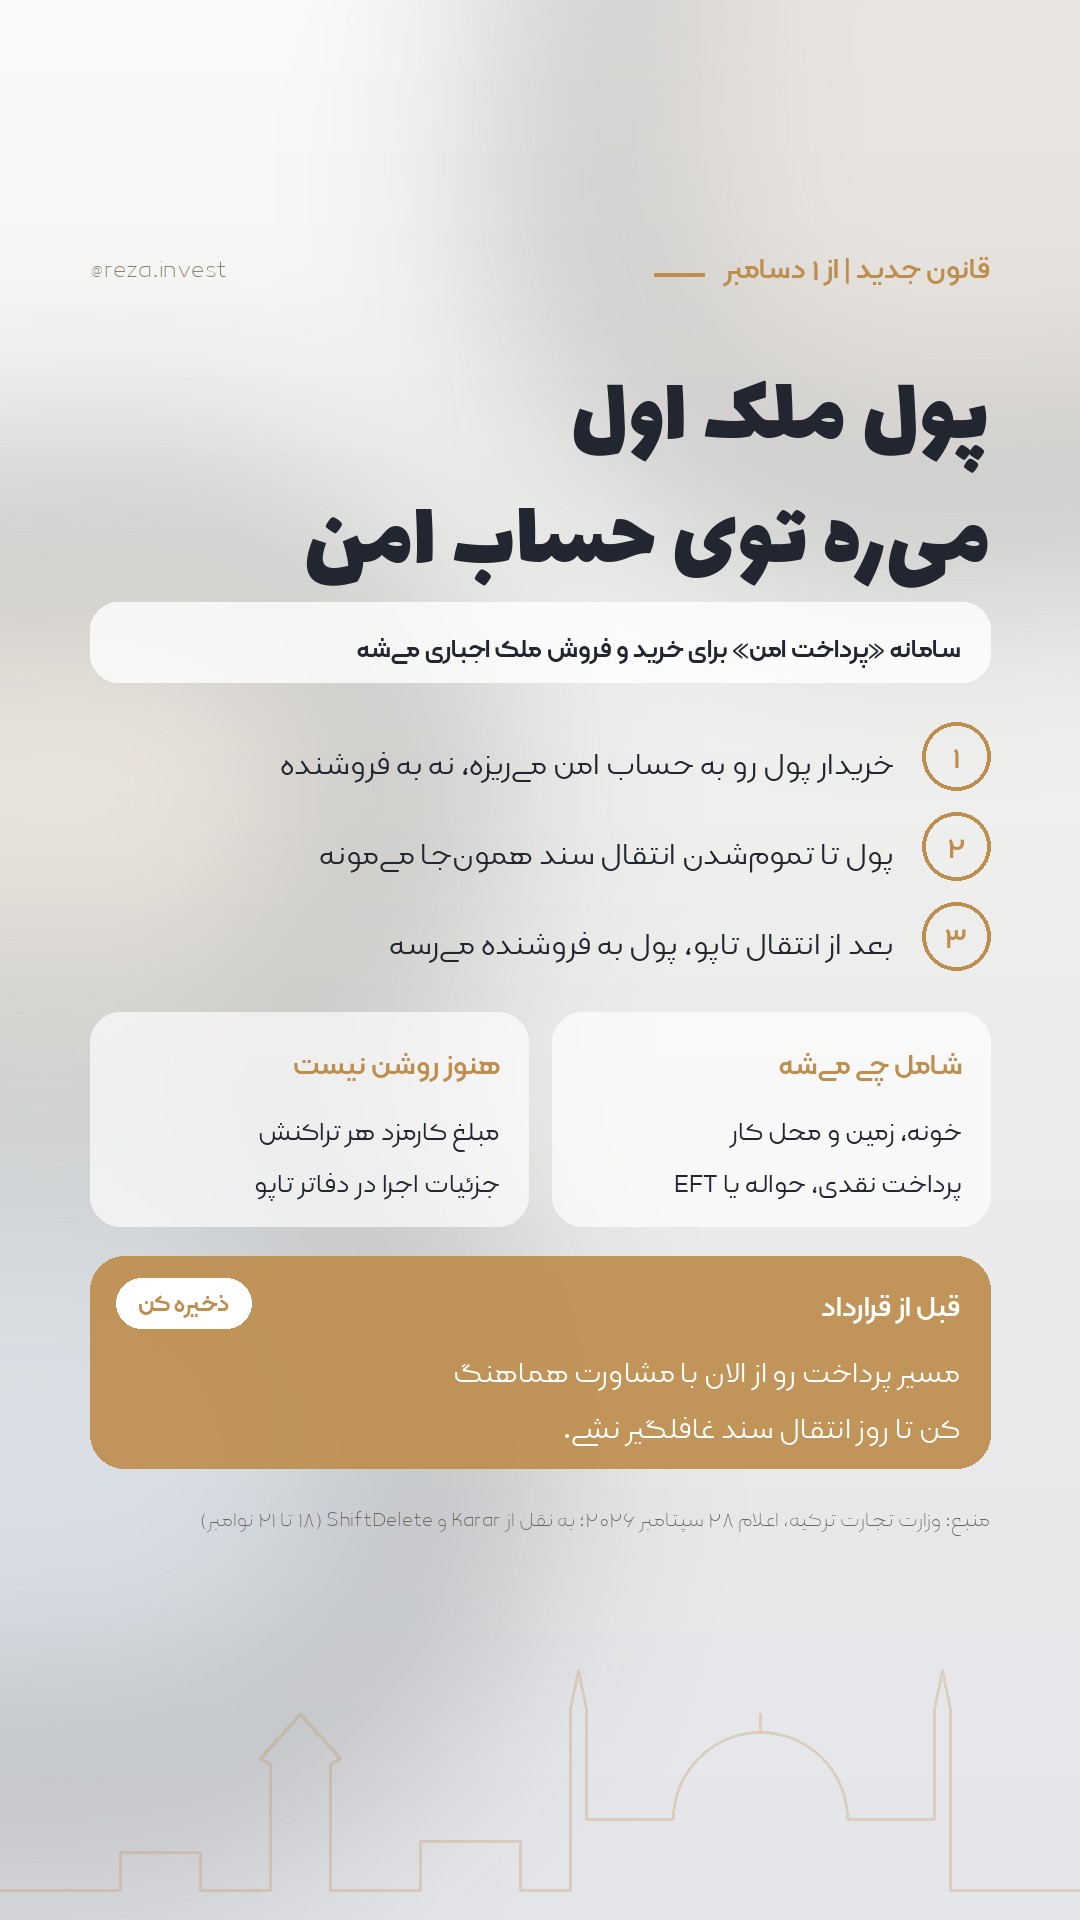 قانون جدید | از ۱ دسامبر
@reza.invest
پول ملک اول
می‌ره توی حساب امن
سامانه «پرداخت امن» برای خرید و فروش ملک اجباری می‌شه
۱
خریدار پول رو به حساب امن می‌ریزه، نه به فروشنده
۲
پول تا تموم‌شدن انتقال سند همون‌جا می‌مونه
۳
بعد از انتقال تاپو، پول به فروشنده می‌رسه
شامل چی می‌شه
خونه، زمین و محل کار
پرداخت نقدی، حواله یا EFT
هنوز روشن نیست
مبلغ کارمزد هر تراکنش
جزئیات اجرا در دفاتر تاپو
قبل از قرارداد
ذخیره کن
مسیر پرداخت رو از الان با مشاورت هماهنگ
کن تا روز انتقال سند غافلگیر نشی.
منبع: وزارت تجارت ترکیه، اعلام ۲۸ سپتامبر ۲۰۲۶؛ به نقل از Karar و ShiftDelete (۱۸ تا ۲۱ نوامبر)